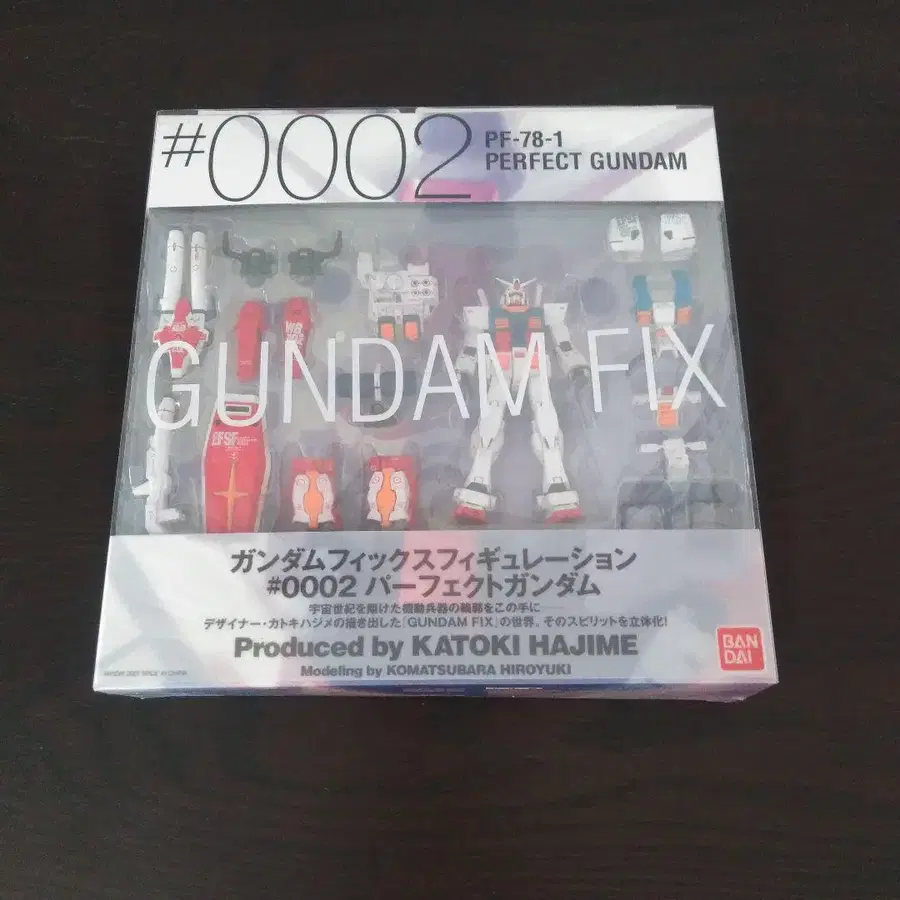 #0002
PF-78-1
PERFECT GUNDAM
WB
EFSF
GUNDAM FIX
ガンダムフィックスフィギュレーション
#0002 パーフェクトガンダム
宇宙世紀を駆けた機動兵器の輪郭をこの手に――
デザイナー・カトキハジメの描き出した「GUNDAM FIX」の世界。そのスピリットを立体化!
Produced by KATOKI HAJIME
Modeling by KOMATSUBARA HIROYUKI
BAN
DAI